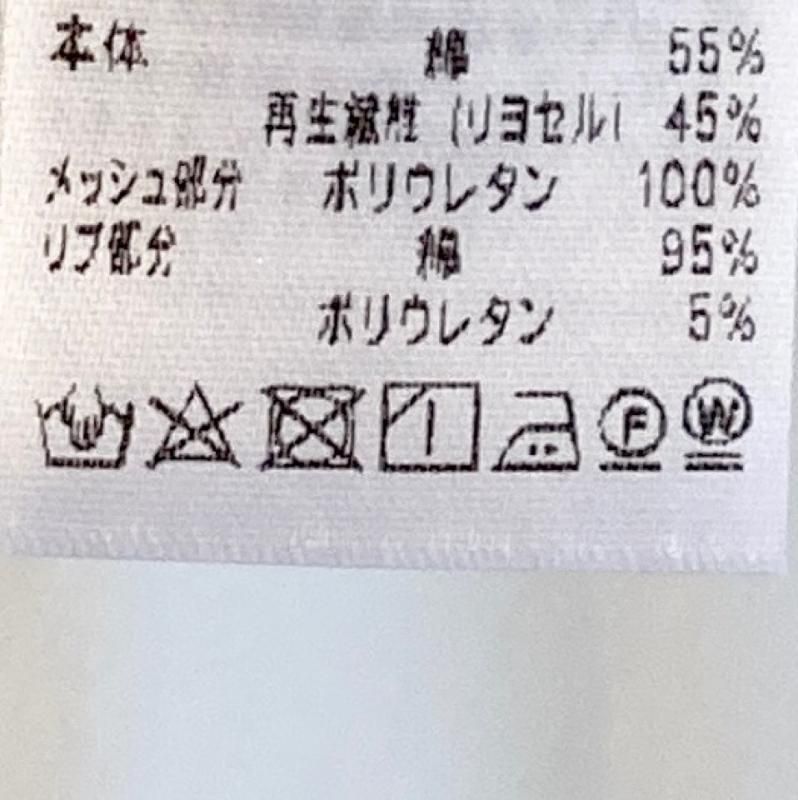 本体 綿 55%
再生繊維(リヨセル) 45%
メッシュ部分 ポリウレタン 100%
リブ部分 綿 95%
ポリウレタン 5%
F W